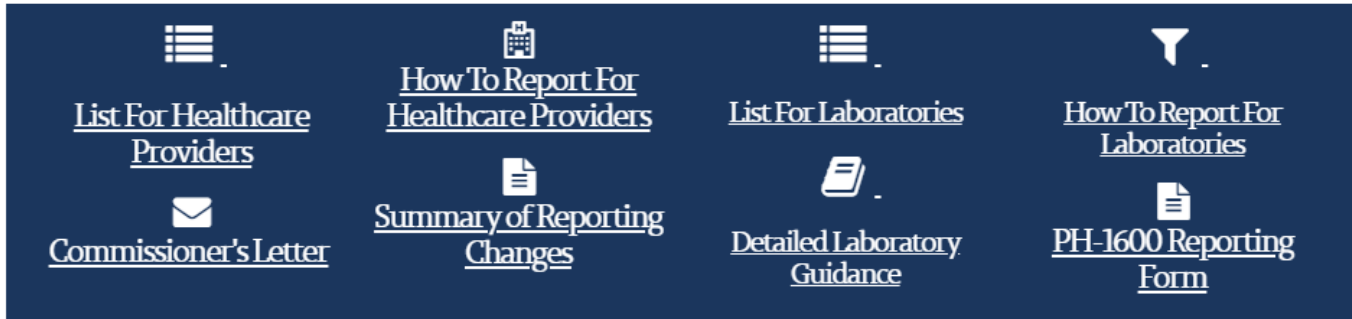 List For Healthcare
Providers
Commissioner's Letter
H
How To Report For
Healthcare Providers
Summary of Reporting
Changes
List For Laboratories
Detailed Laboratory
Guidance
How To Report For
Laboratories
PH-1600 Reporting
Form